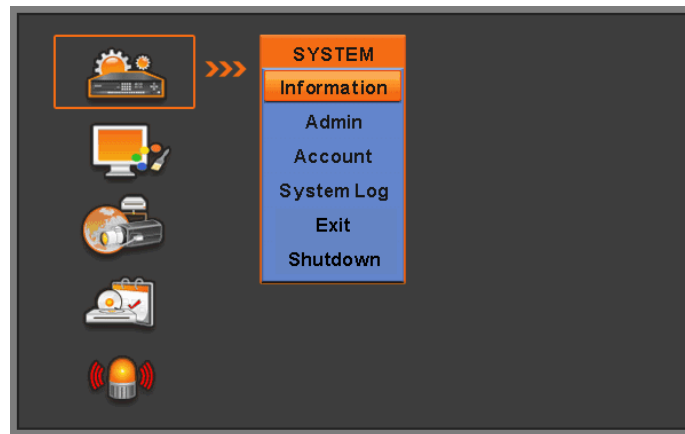 SYSTEM
Information
Admin
Account
System Log
Exit
Shutdown